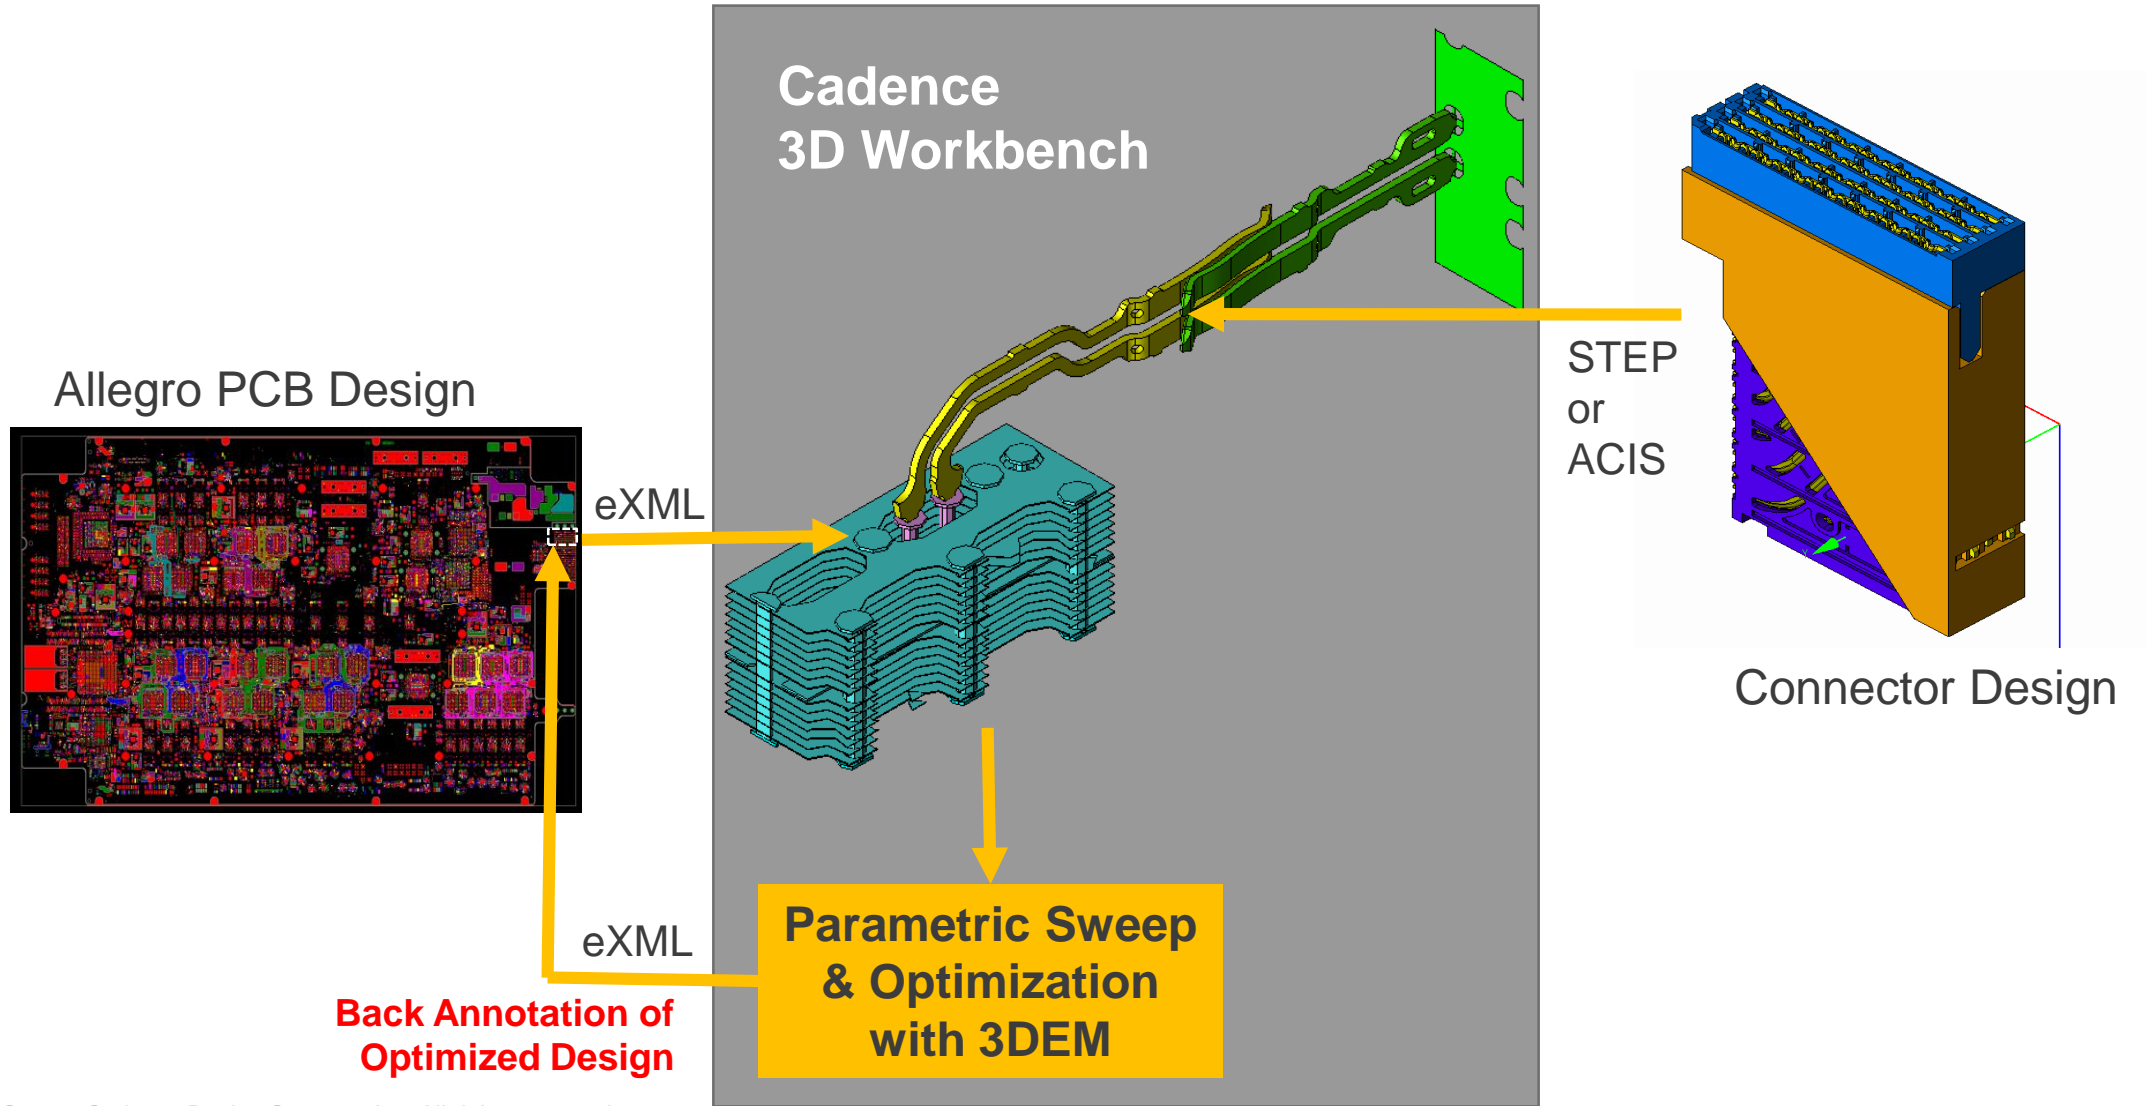 Cadence
3D Workbench
Allegro PCB Design
eXML
STEP
or
ACIS
Connector Design
eXML
Back Annotation of
Optimized Design
Parametric Sweep
& Optimization
with 3DEM